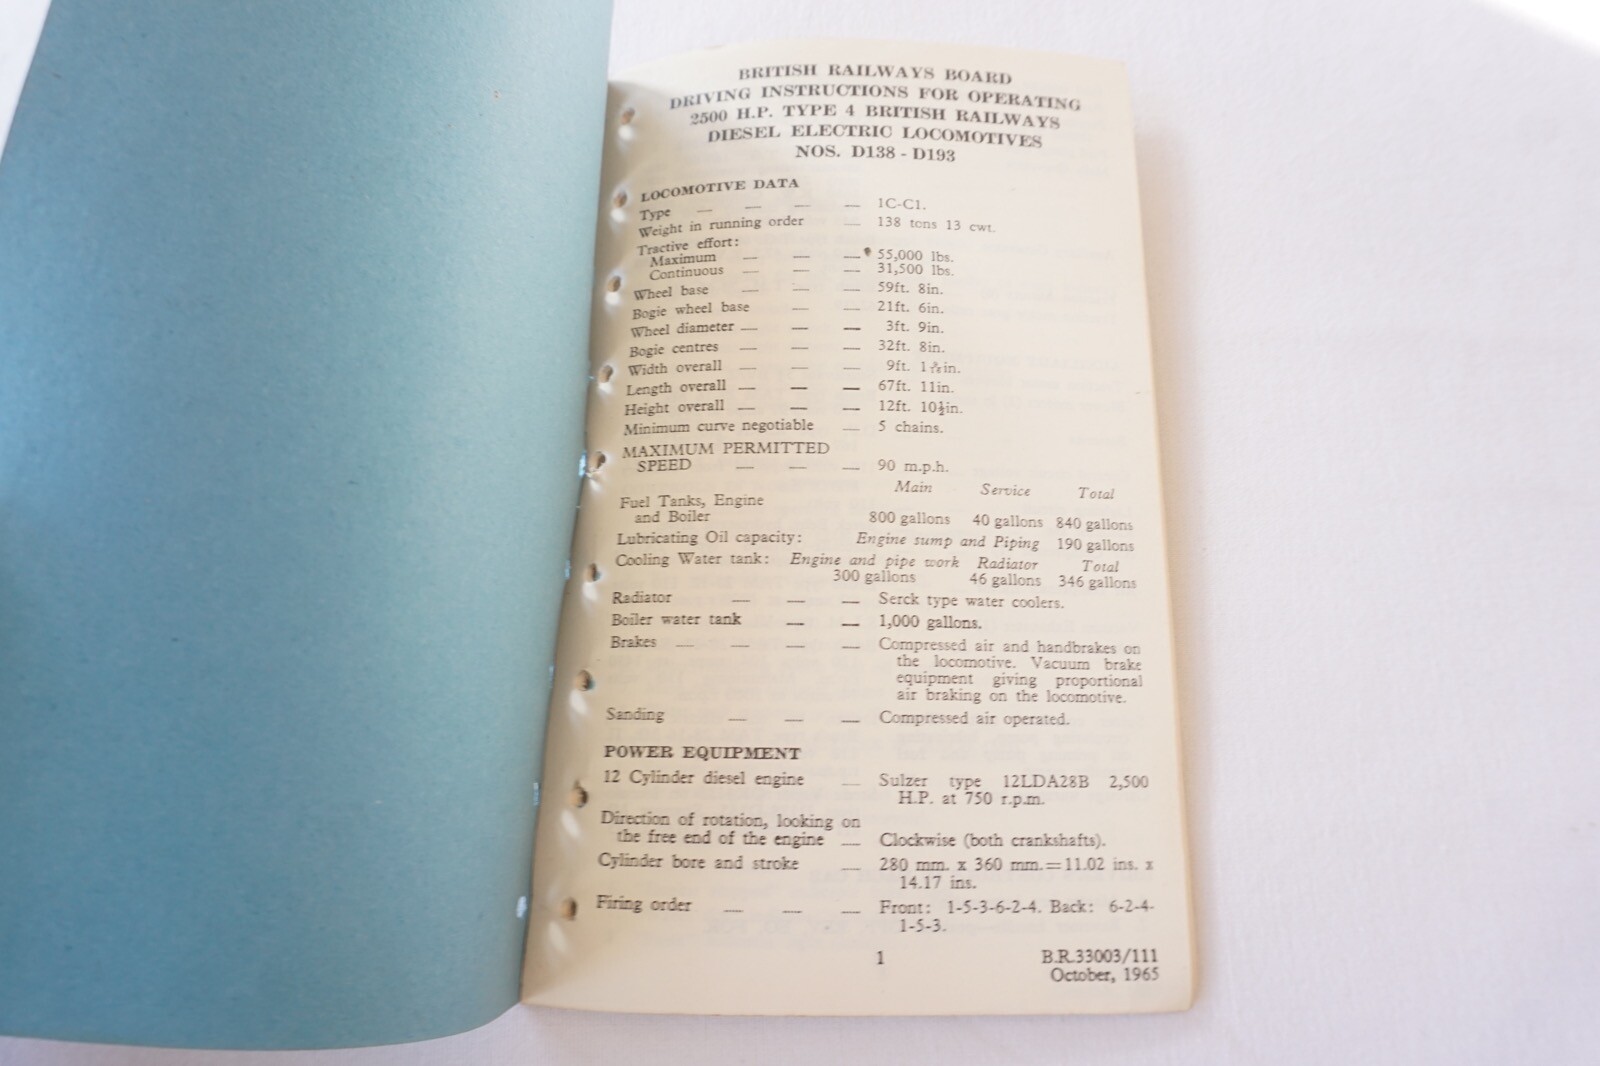 BRITISH RAILWAYS BOARD
DRIVING INSTRUCTIONS FOR OPERATING
2500 H.P. TYPE 4 BRITISH RAILWAYS
DIESEL ELECTRIC LOCOMOTIVES
NOS. D138 - D193
LOCOMOTIVE DATA
Type — — — — 1C-C1.
Weight in running order — 138 tons 13 cwt.
Tractive effort:
Maximum — — — 55,000 lbs.
Continuous — — — 31,500 lbs.
Wheel base — — — 59ft. 8in.
Bogie wheel base — — 21ft. 6in.
Wheel diameter — — — 3ft. 9in.
Bogie centres — — — 32ft. 8in.
Width overall — — — 9ft.
Length overall — — — 67ft. 11in.
Height overall — — — 12ft. 10½in.
Minimum curve negotiable — 5 chains.
MAXIMUM PERMITTED
SPEED — — — 90 m.p.h.
Main Service Total
Fuel Tanks, Engine
and Boiler 800 gallons 40 gallons 840 gallons
Lubricating Oil capacity: Engine sump and Piping 190 gallons
Cooling Water tank: Engine and pipe work Radiator Total
300 gallons 46 gallons 346 gallons
Radiator — — — Serck type water coolers.
Boiler water tank — — 1,000 gallons.
Brakes — — — — Compressed air and handbrakes on
the locomotive. Vacuum brake
equipment giving proportional
air braking on the locomotive.
Sanding — — — Compressed air operated.
POWER EQUIPMENT
12 Cylinder diesel engine — Sulzer type 12LDA28B 2,500
H.P. at 750 r.p.m.
Direction of rotation, looking on
the free end of the engine — Clockwise (both crankshafts).
Cylinder bore and stroke — 280 mm. x 360 mm.=11.02 ins. x
14.17 ins.
Firing order — — — Front: 1-5-3-6-2-4. Back: 6-2-4-
1-5-3.
1 B.R.33003/111
October, 1965